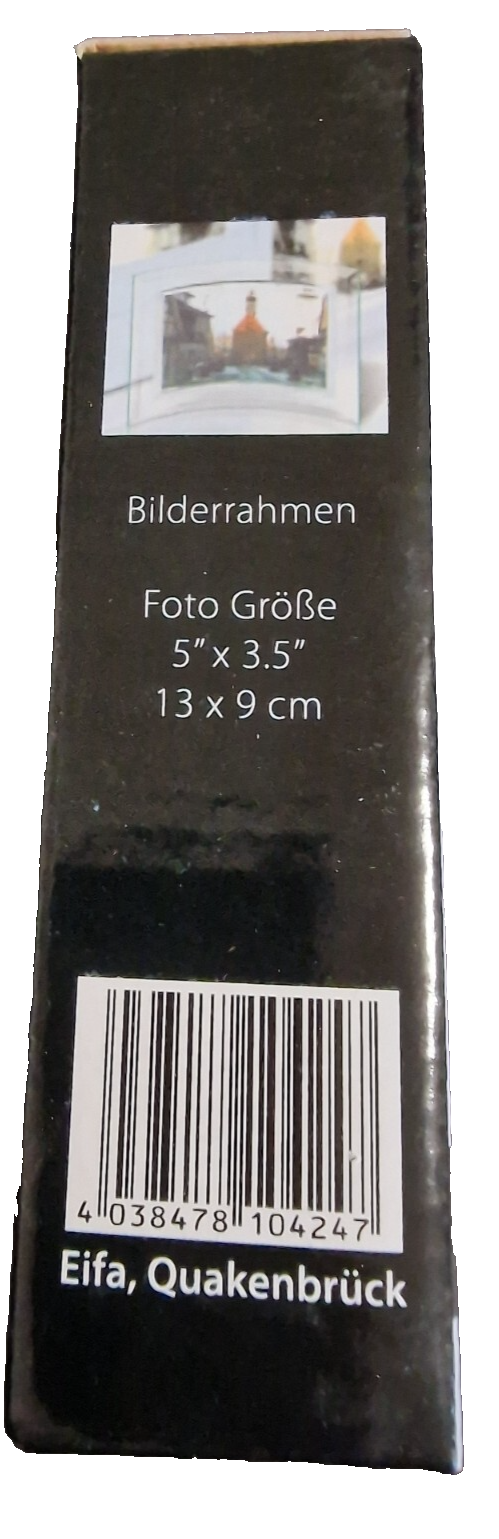 Bilderrahmen
Foto Größe
5” x 3.5”
13 x 9 cm
4 038478 104247
Eifa, Quakenbrück